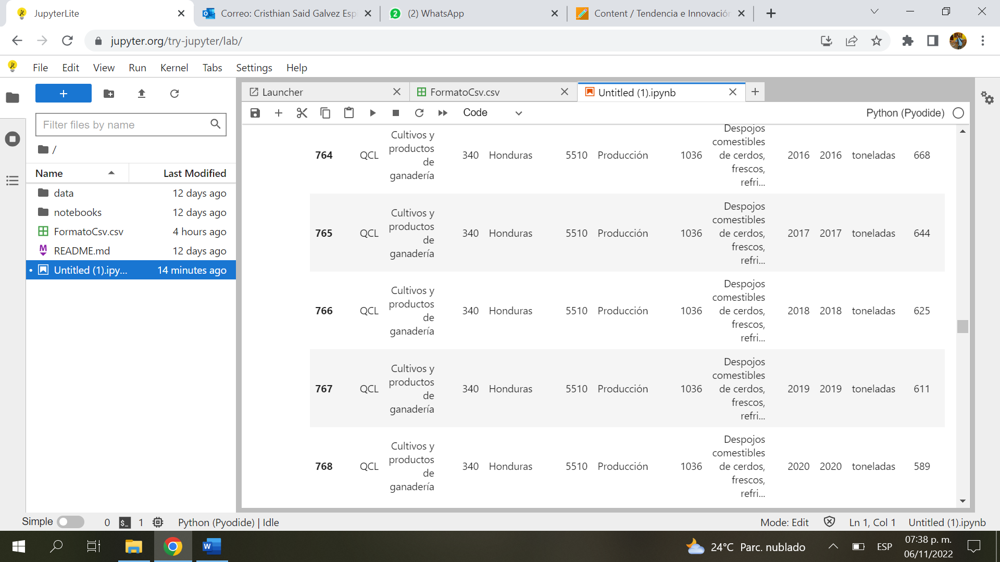 JupyterLite
Correo: Cristhian Said Galvez Esp
(2) WhatsApp
Content / Tendencia e Innovación
jupyter.org/try-jupyter/lab/
File Edit View Run Kernel Tabs Settings Help
Launcher
FormatoCsv.csv
Untitled (1).ipynb
Code
Python (Pyodide)
Filter files by name
/
Name Last Modified
data 12 days ago
notebooks 12 days ago
FormatoCsv.csv 4 hours ago
README.md 12 days ago
Untitled (1).ipy... 14 minutes ago
764 QCL Cultivos y productos de ganadería 340 Honduras 5510 Producción 1036 Despojos comestibles de cerdos, frescos, refri... 2016 2016 toneladas 668
765 QCL Cultivos y productos de ganadería 340 Honduras 5510 Producción 1036 Despojos comestibles de cerdos, frescos, refri... 2017 2017 toneladas 644
766 QCL Cultivos y productos de ganadería 340 Honduras 5510 Producción 1036 Despojos comestibles de cerdos, frescos, refri... 2018 2018 toneladas 625
767 QCL Cultivos y productos de ganadería 340 Honduras 5510 Producción 1036 Despojos comestibles de cerdos, frescos, refri... 2019 2019 toneladas 611
768 QCL Cultivos y productos de ganadería 340 Honduras 5510 Producción 1036 Despojos comestibles de cerdos, frescos, refri... 2020 2020 toneladas 589
Simple 0 1 Python (Pyodide) | Idle
Mode: Edit Ln 1, Col 1 Untitled (1).ipynb
24°C Parc. nublado
ESP
07:38 p. m.
06/11/2022